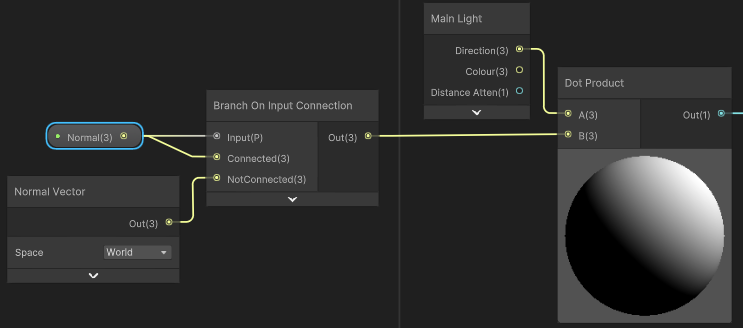 Main Light
Direction(3)
Colour(3)
Distance Atten(1)
Branch On Input Connection
Normal(3)
Input(P)
Out(3)
Connected(3)
NotConnected(3)
Normal Vector
Out(3)
Space
World
Dot Product
A(3)
Out(1)
B(3)